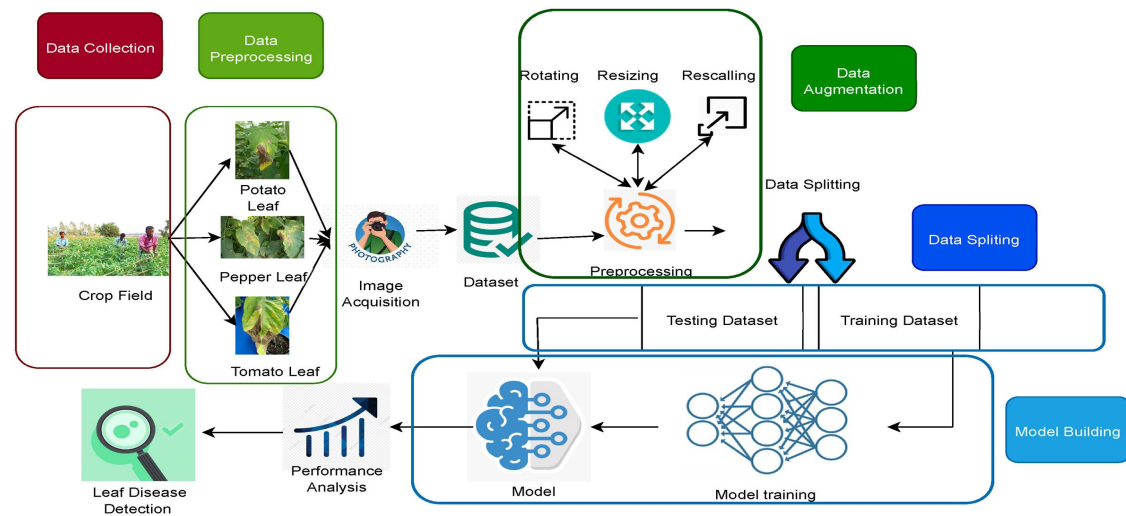 Data Collection
Data
Preprocessing
Rotating
Resizing
Rescalling
Data
Augmentation
Potato
Leaf
Pepper Leaf
Tomato Leaf
Crop Field
PHOTOGRAPHY
Image
Acquisition
Dataset
Preprocessing
Data Splitting
Data Spliting
Testing Dataset
Training Dataset
Model Building
Model training
Model
Performance
Analysis
Leaf Disease
Detection